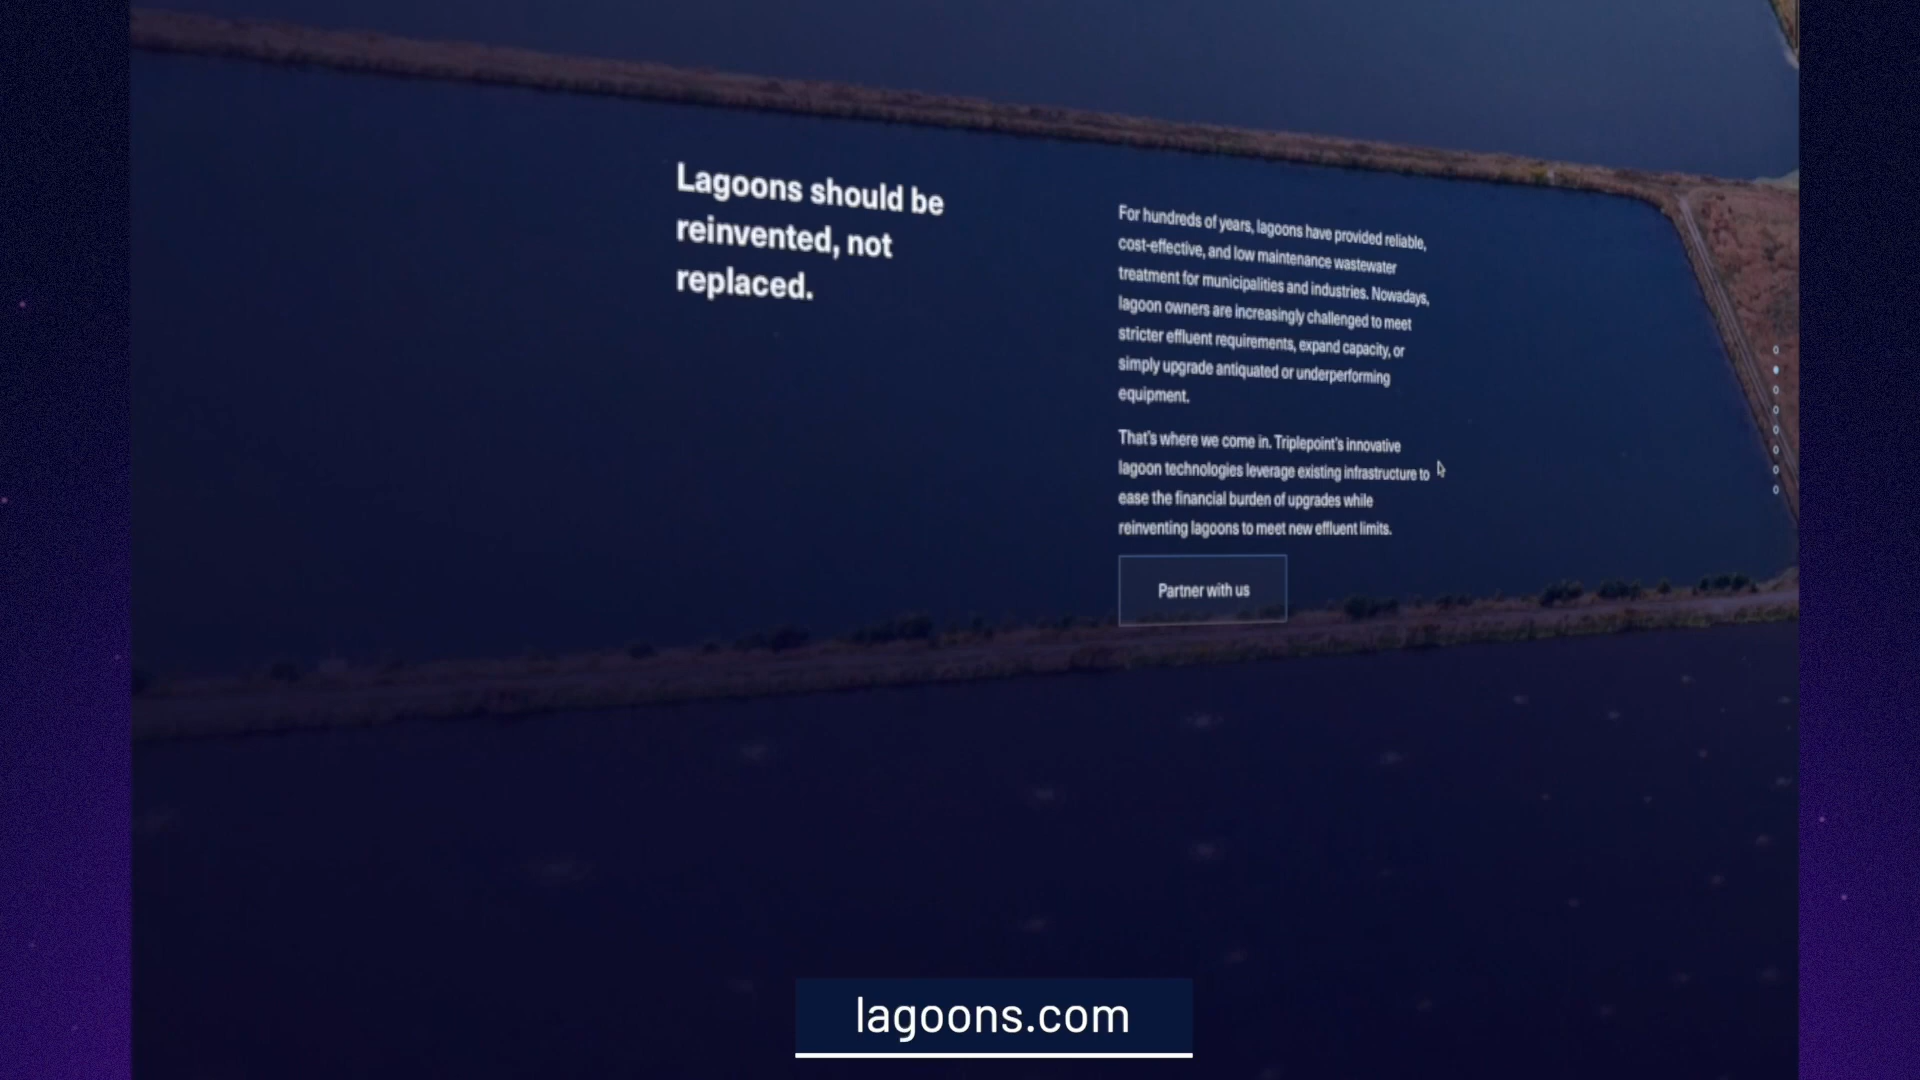 Lagoons should be
reinvented, not
replaced.
For hundreds of years, lagoons have provided reliable,
cost-effective, and low maintenance wastewater
treatment for municipalities and industries. Nowadays,
lagoon owners are increasingly challenged to meet
stricter effluent requirements, expand capacity, or
simply upgrade antiquated or underperforming
equipment.
That's where we come in. Triplepoint's innovative
lagoon technologies leverage existing infrastructure to
ease the financial burden of upgrades while
reinventing lagoons to meet new effluent limits.
Partner with us
lagoons.com